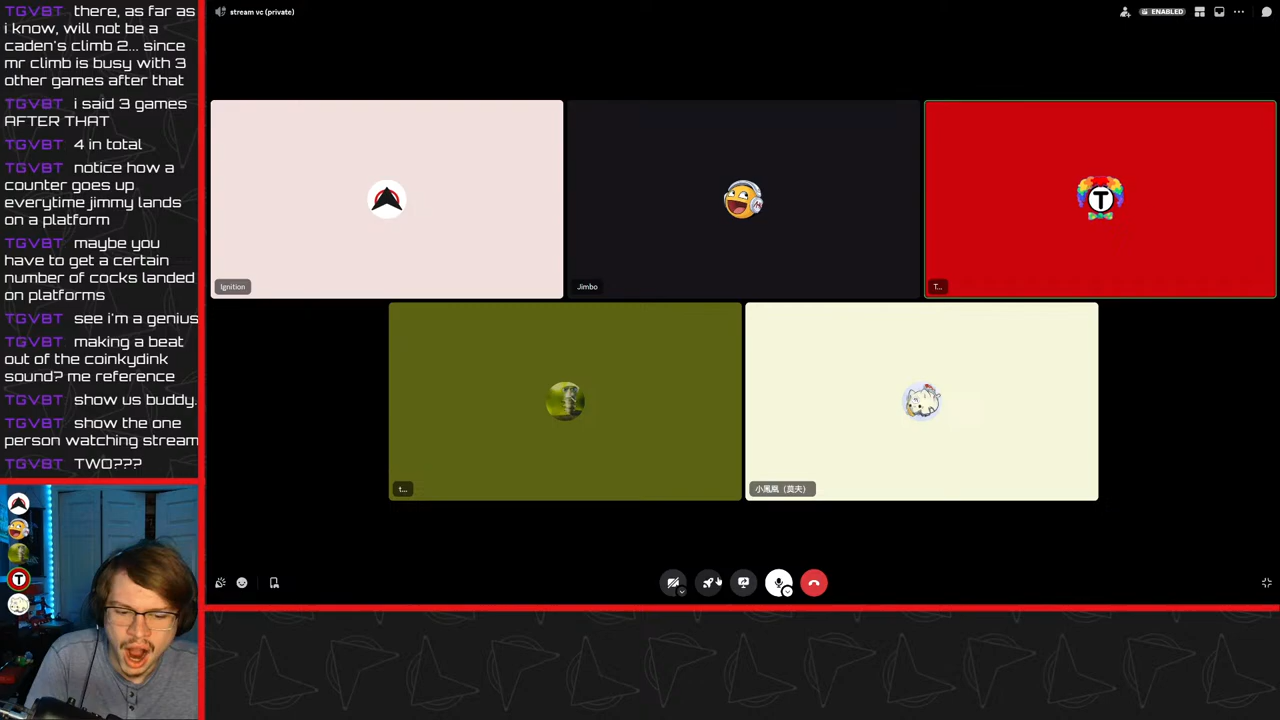 TGVBT there, as far as
i know, will not be a
caden's climb 2... since
mr climb is busy with 3
other games after that
TGVBT i said 3 games
AFTER THAT
TGVBT 4 in total
TGVBT notice how a
counter goes up
everytime jimmy lands
on a platform
TGVBT maybe you
have to get a certain
number of cocks landed
on platforms
TGVBT see i'm a genius
TGVBT making a beat
out of the coinkydink
sound? me reference
TGVBT show us buddy.
TGVBT show the one
person watching stream
TGVBT TWO???
stream vc (private)
ENABLED
Ignition
Jimbo
T
T...
t...
小鳳凰（莫夫）
T